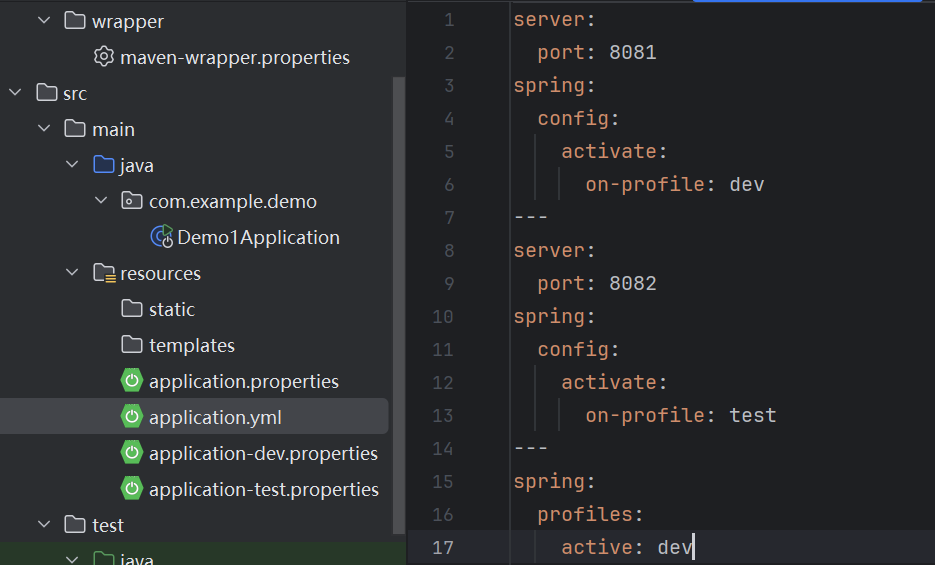 wrapper
maven-wrapper.properties
src
main
java
com.example.demo
Demo1Application
resources
static
templates
application.properties
application.yml
application-dev.properties
application-test.properties
test
java
1 server:
2   port: 8081
3 spring:
4   config:
5     activate:
6       on-profile: dev
7 ---
8 server:
9   port: 8082
10 spring:
11   config:
12     activate:
13       on-profile: test
14 ---
15 spring:
16   profiles:
17     active: dev